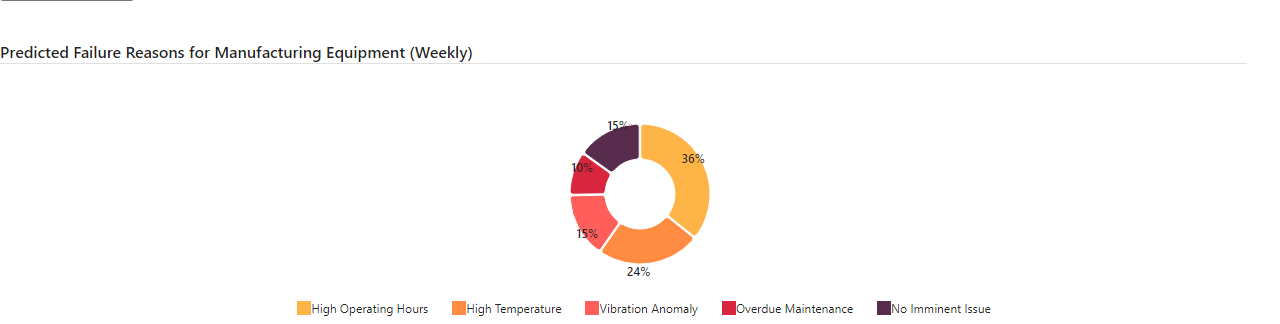 Predicted Failure Reasons for Manufacturing Equipment (Weekly)
15%
36%
10%
15%
24%
High Operating Hours High Temperature Vibration Anomaly Overdue Maintenance No Imminent Issue